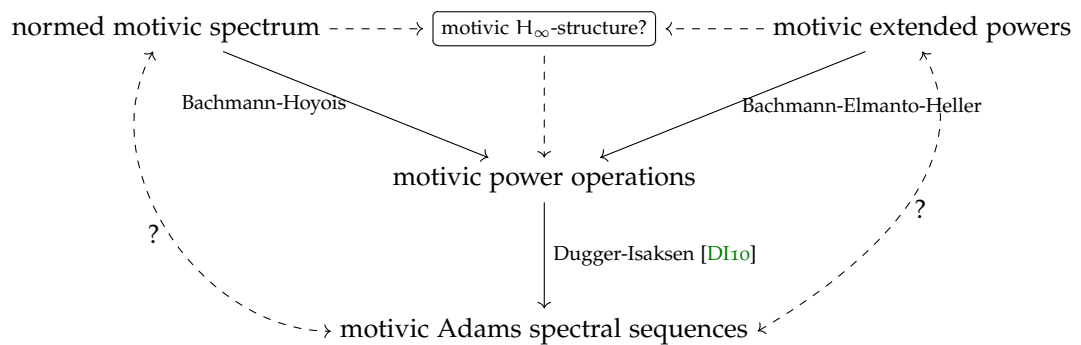 normed motivic spectrum
motivic H∞-structure?
motivic extended powers
Bachmann-Hoyois
Bachmann-Elmanto-Heller
motivic power operations
?
?
Dugger-Isaksen [DI10]
motivic Adams spectral sequences